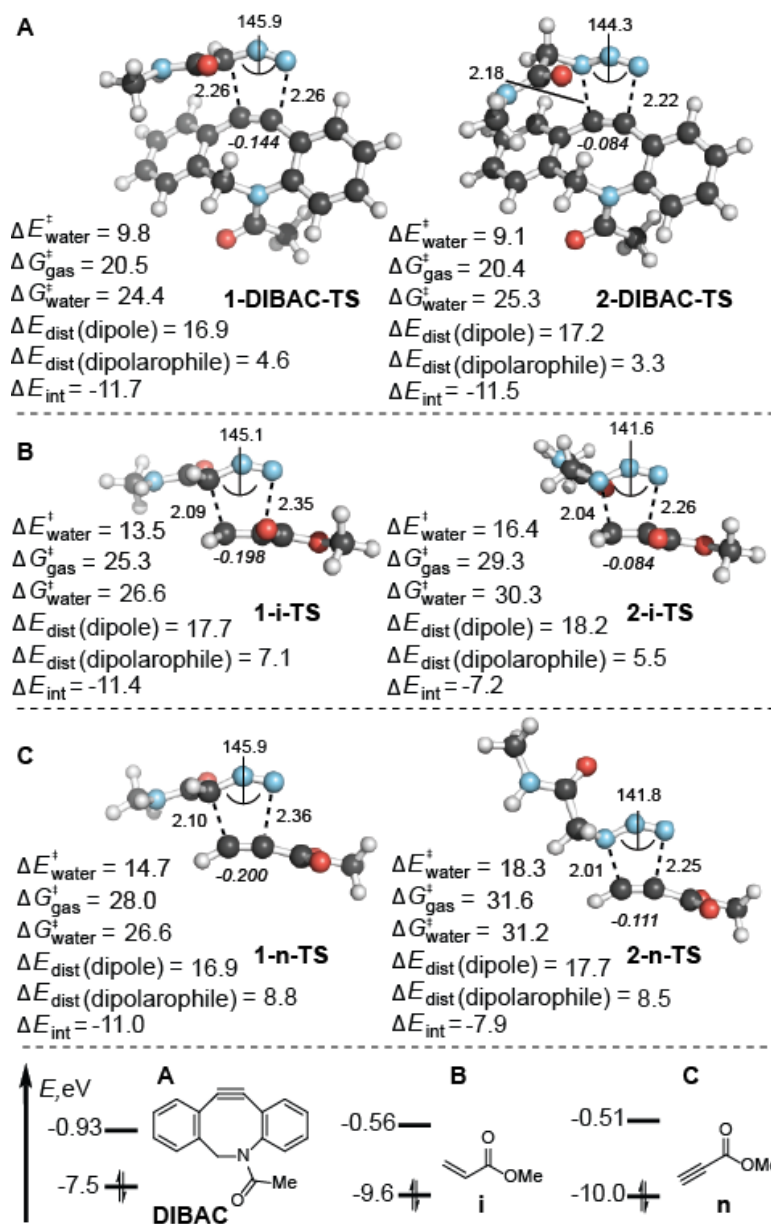 A
145.9
144.3
2.26
2.26
2.18
2.22
-0.144
-0.084
ΔE‡water = 9.8
ΔG‡gas = 20.5
ΔG‡water = 24.4
1-DIBAC-TS
ΔEdist(dipole) = 16.9
ΔEdist(dipolarophile) = 4.6
ΔEint = -11.7
ΔE‡water = 9.1
ΔG‡gas = 20.4
ΔG‡water = 25.3
2-DIBAC-TS
ΔEdist(dipole) = 17.2
ΔEdist(dipolarophile) = 3.3
ΔEint = -11.5
B
145.1
141.6
2.09
2.35
2.04
2.26
-0.198
-0.084
ΔE‡water = 13.5
ΔG‡gas = 25.3
ΔG‡water = 26.6
1-i-TS
ΔEdist(dipole) = 17.7
ΔEdist(dipolarophile) = 7.1
ΔEint = -11.4
ΔE‡water = 16.4
ΔG‡gas = 29.3
ΔG‡water = 30.3
2-i-TS
ΔEdist(dipole) = 18.2
ΔEdist(dipolarophile) = 5.5
ΔEint = -7.2
C
145.9
141.8
2.10
2.36
2.01
2.25
-0.200
-0.111
ΔE‡water = 14.7
ΔG‡gas = 28.0
ΔG‡water = 26.6
1-n-TS
ΔEdist(dipole) = 16.9
ΔEdist(dipolarophile) = 8.8
ΔEint = -11.0
ΔE‡water = 18.3
ΔG‡gas = 31.6
ΔG‡water = 31.2
2-n-TS
ΔEdist(dipole) = 17.7
ΔEdist(dipolarophile) = 8.5
ΔEint = -7.9
E,eV
A
B
C
-0.93
-7.5
N
O
Me
DIBAC
-0.56
-9.6
O
OMe
i
-0.51
-10.0
O
OMe
n